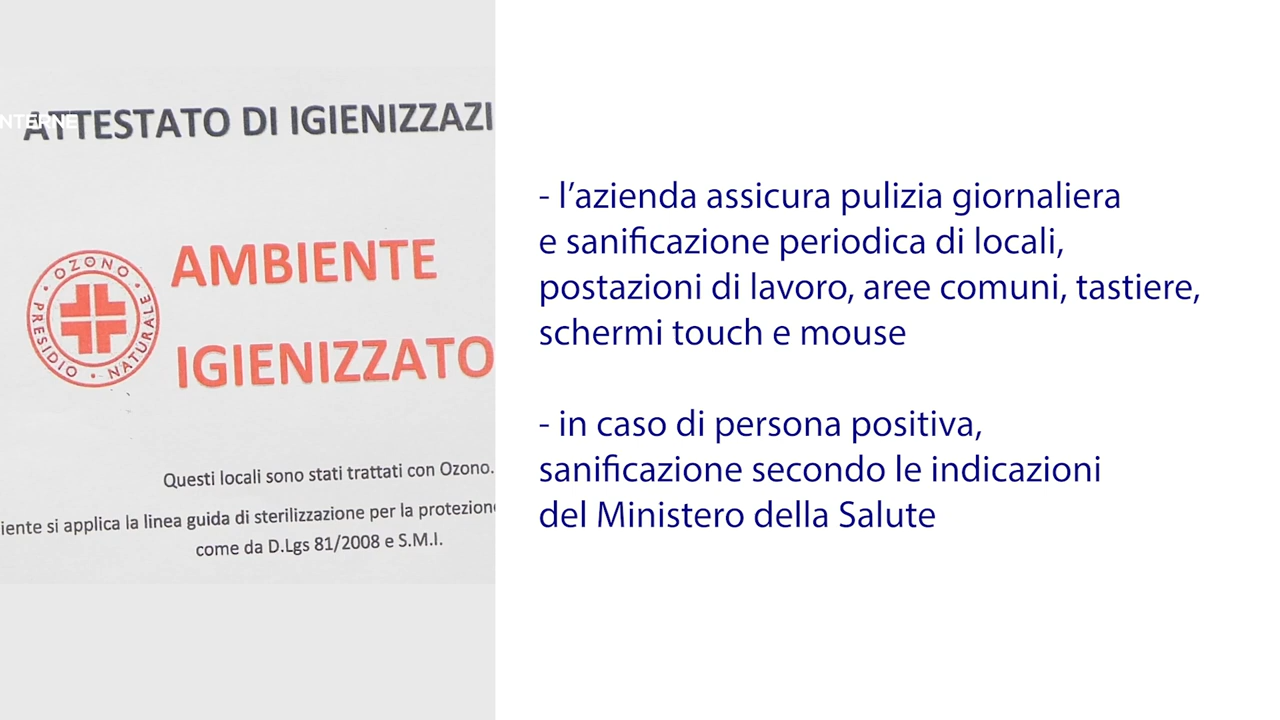 ATTESTATO DI IGIENIZZAZI
NTERNE
OZONO
PRESIDIO NATURALE
AMBIENTE
IGIENIZZATO
Questi locali sono stati trattati con Ozono.
iente si applica la linea guida di sterilizzazione per la protezione
come da D.Lgs 81/2008 e S.M.I.
- l’azienda assicura pulizia giornaliera
e sanificazione periodica di locali,
postazioni di lavoro, aree comuni, tastiere,
schermi touch e mouse
- in caso di persona positiva,
sanificazione secondo le indicazioni
del Ministero della Salute